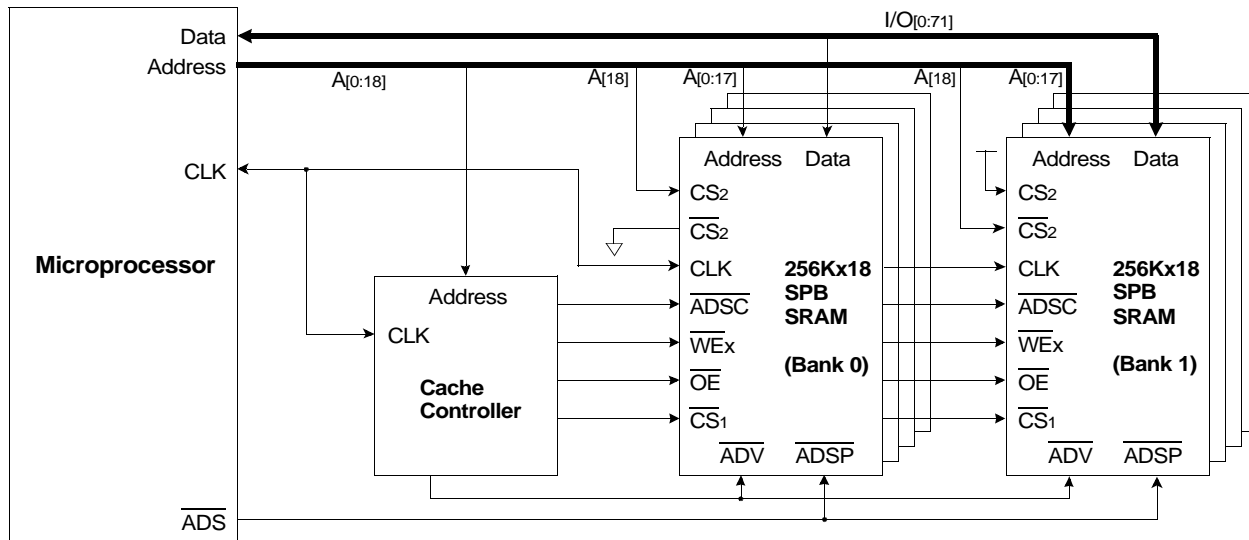 I/O[0:71]
Data
Address
A[0:18]
A[18]
A[0:17]
A[18]
A[0:17]
CLK
Microprocessor
ADS
Address
CLK
Cache
Controller
Address Data
CS2
CS2
CLK
ADSC
WEx
OE
CS1
256Kx18
SPB
SRAM
(Bank 0)
ADV ADSP
Address Data
CS2
CS2
CLK
ADSC
WEx
OE
CS1
256Kx18
SPB
SRAM
(Bank 1)
ADV ADSP